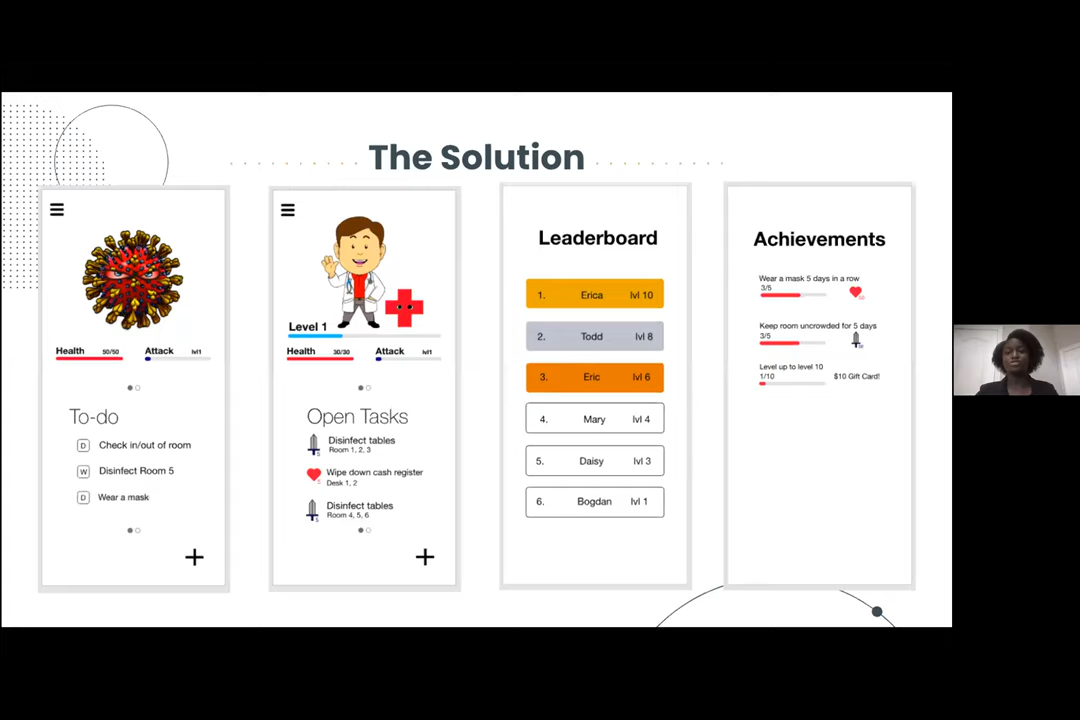 The Solution
Health 50/50 Attack lvl1
To-do
D Check in/out of room
W Disinfect Room 5
D Wear a mask
+
Level 1
Health 30/30 Attack lvl1
Open Tasks
Disinfect tables
Room 1, 2, 3
5
Wipe down cash register
Desk 1, 2
5
Disinfect tables
Room 4, 5, 6
5
+
Leaderboard
1. Erica lvl 10
2. Todd lvl 8
3. Eric lvl 6
4. Mary lvl 4
5. Daisy lvl 3
6. Bogdan lvl 1
Achievements
Wear a mask 5 days in a row
3/5
Keep room uncrowded for 5 days
3/5
Level up to level 10
1/10 $10 Gift Card!